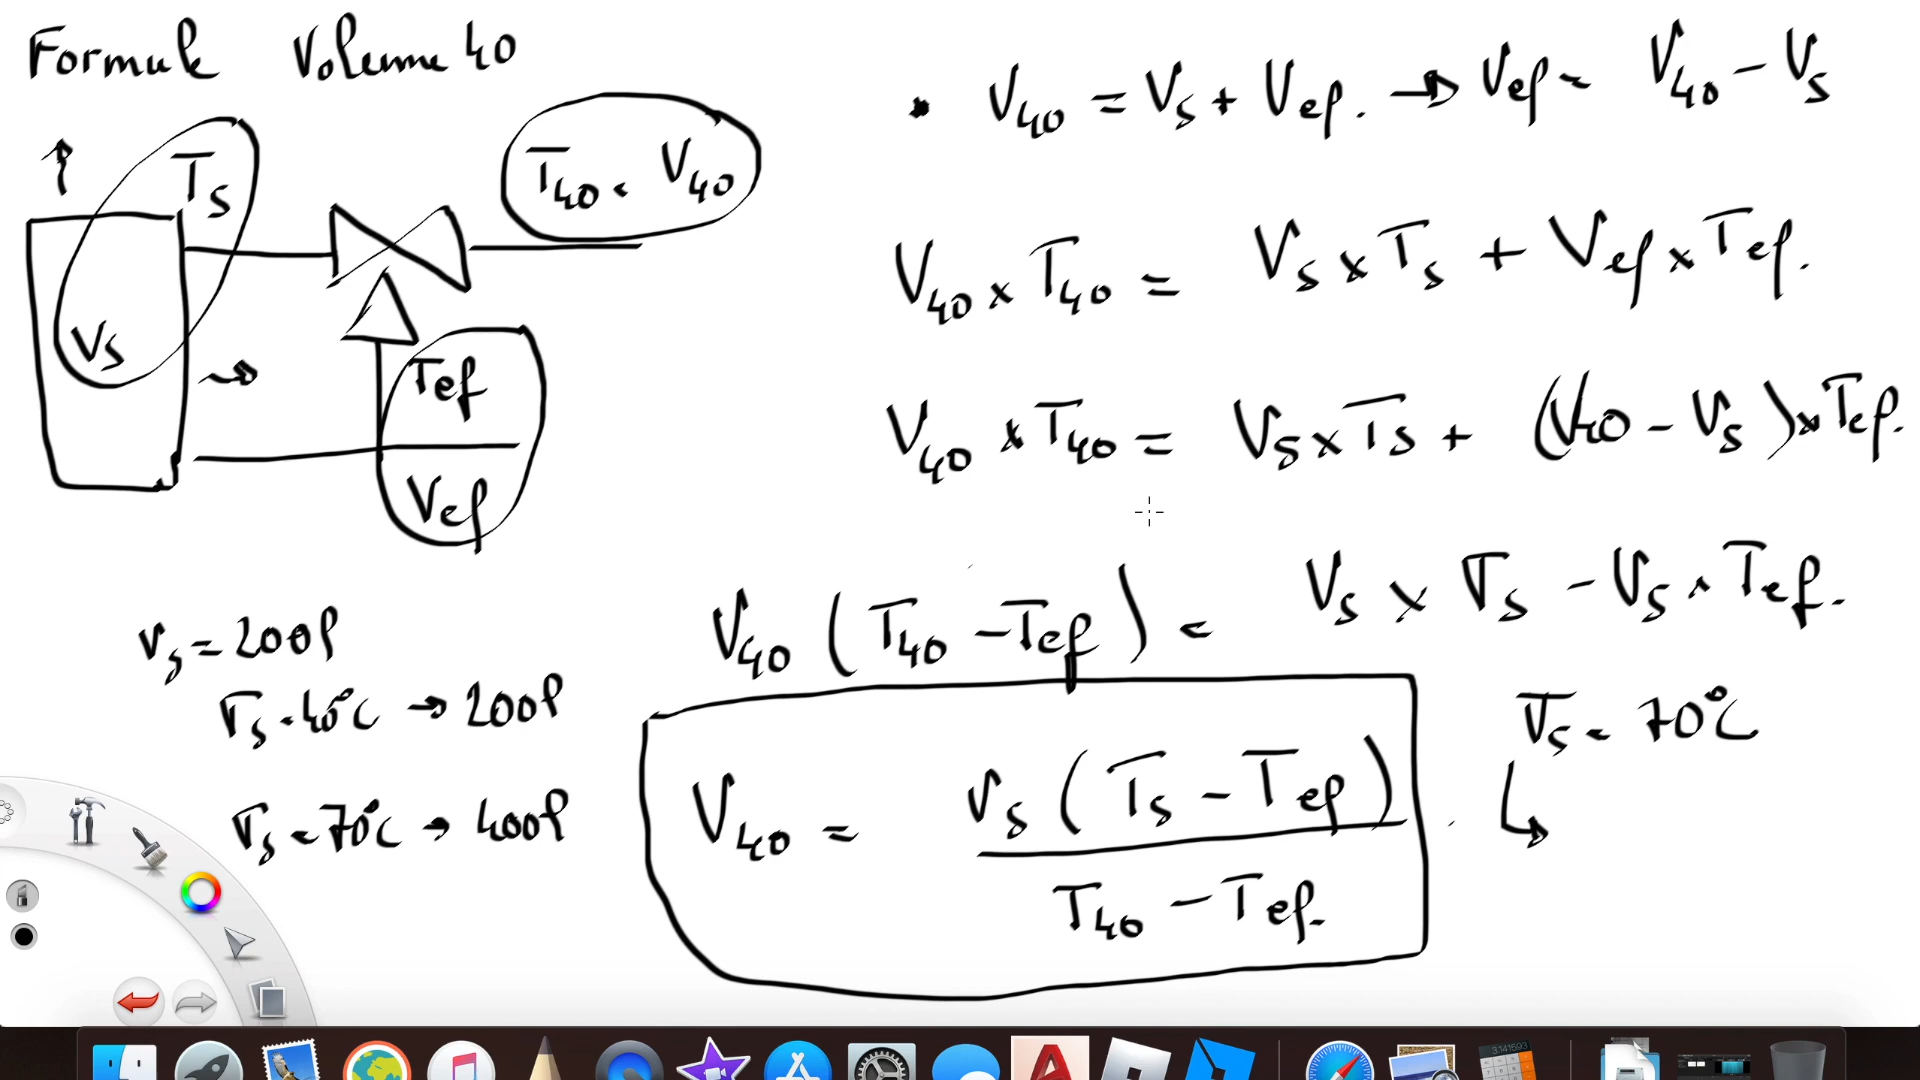 Formule Volume 40
• V40 = Vs + Vef. → Vef = V40 - Vs
Ts
T40. V40
Vs
Tef
Vef
V40 x T40 = Vs x Ts + Vef x Tef.
V40 x T40 = Vs x Ts + (V40 - Vs) x Tef.
V40 (T40 - Tef) = Vs x Ts - Vs x Tef.
Vs = 200l
Ts = 40°C → 200l
Ts = 70°C → 400l
V40 = Vs (Ts - Tef) / T40 - Tef.
Ts = 70°C
↳
3.141593